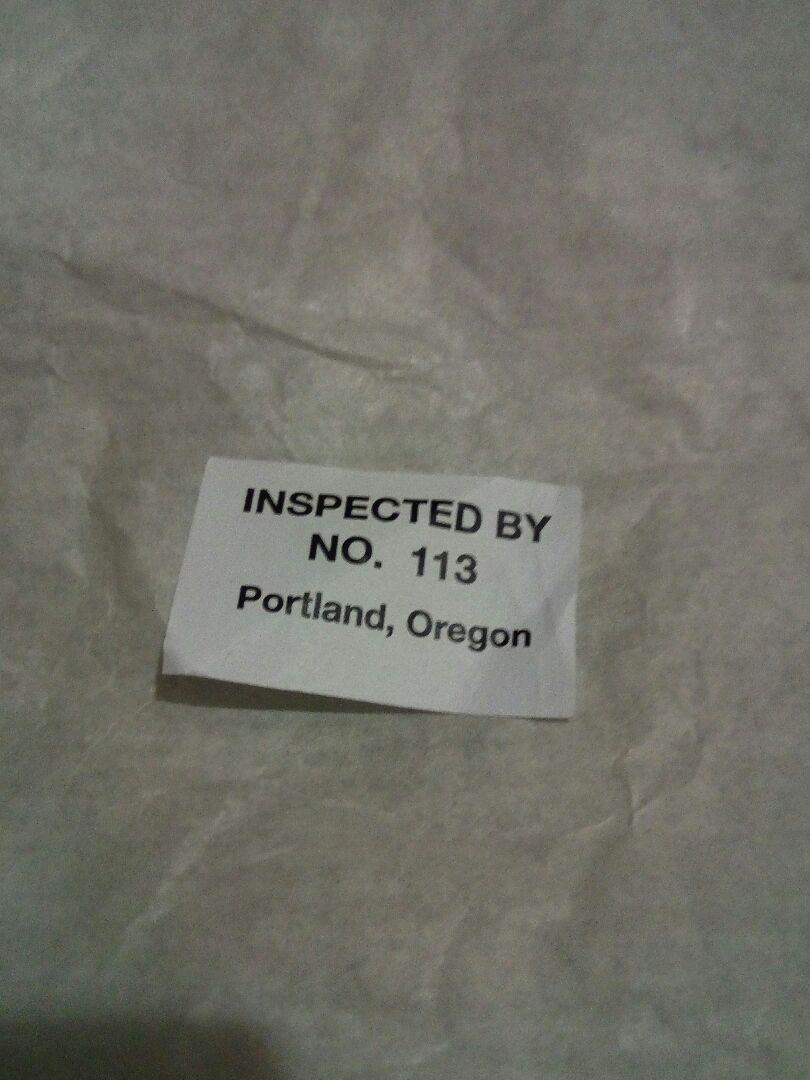 INSPECTED BY
NO. 113
Portland, Oregon